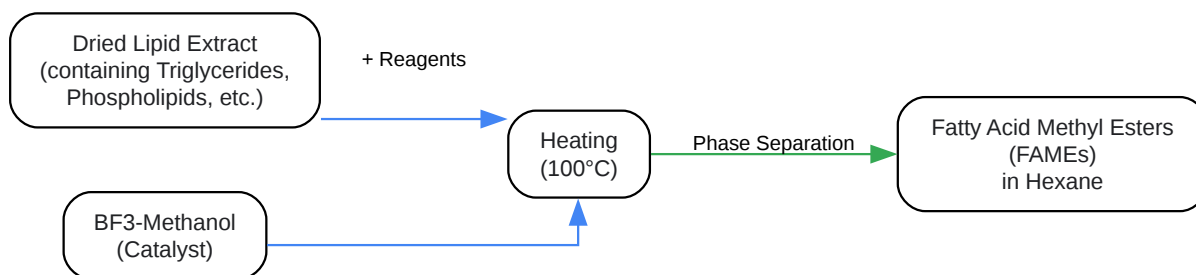 Dried Lipid Extract
(containing Triglycerides,
Phospholipids, etc.)
+ Reagents
BF3-Methanol
(Catalyst)
Heating
(100°C)
Phase Separation
Fatty Acid Methyl Esters
(FAMEs)
in Hexane